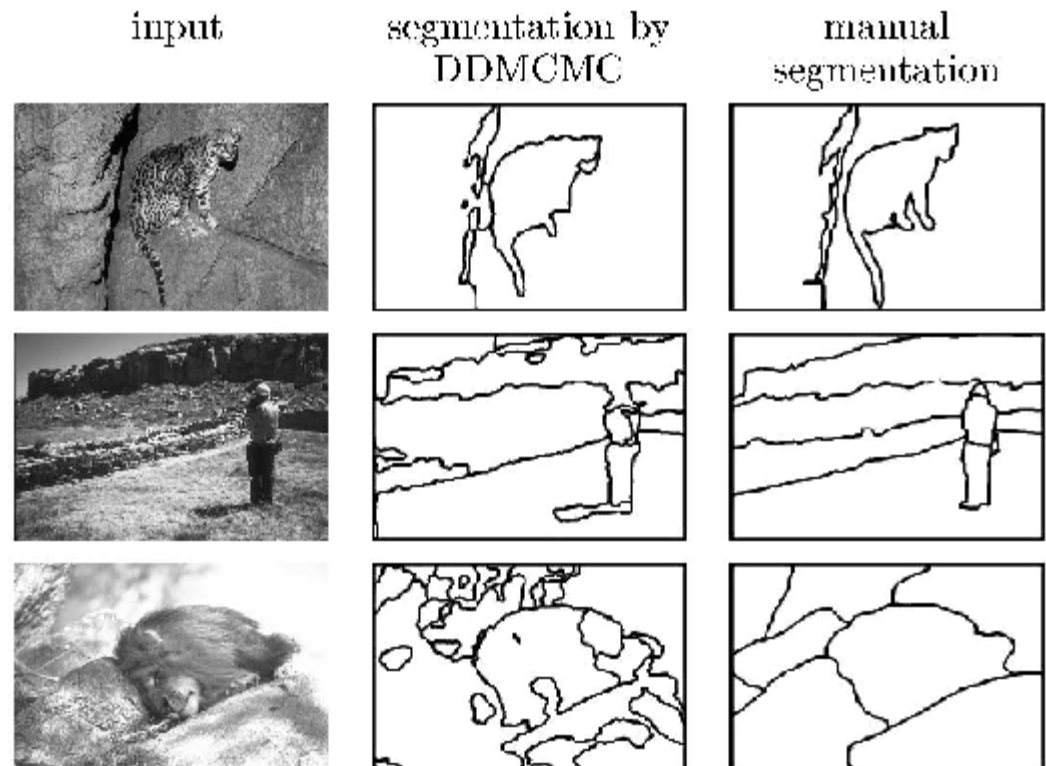 input
segmentation by
DDMCMC
manual
segmentation